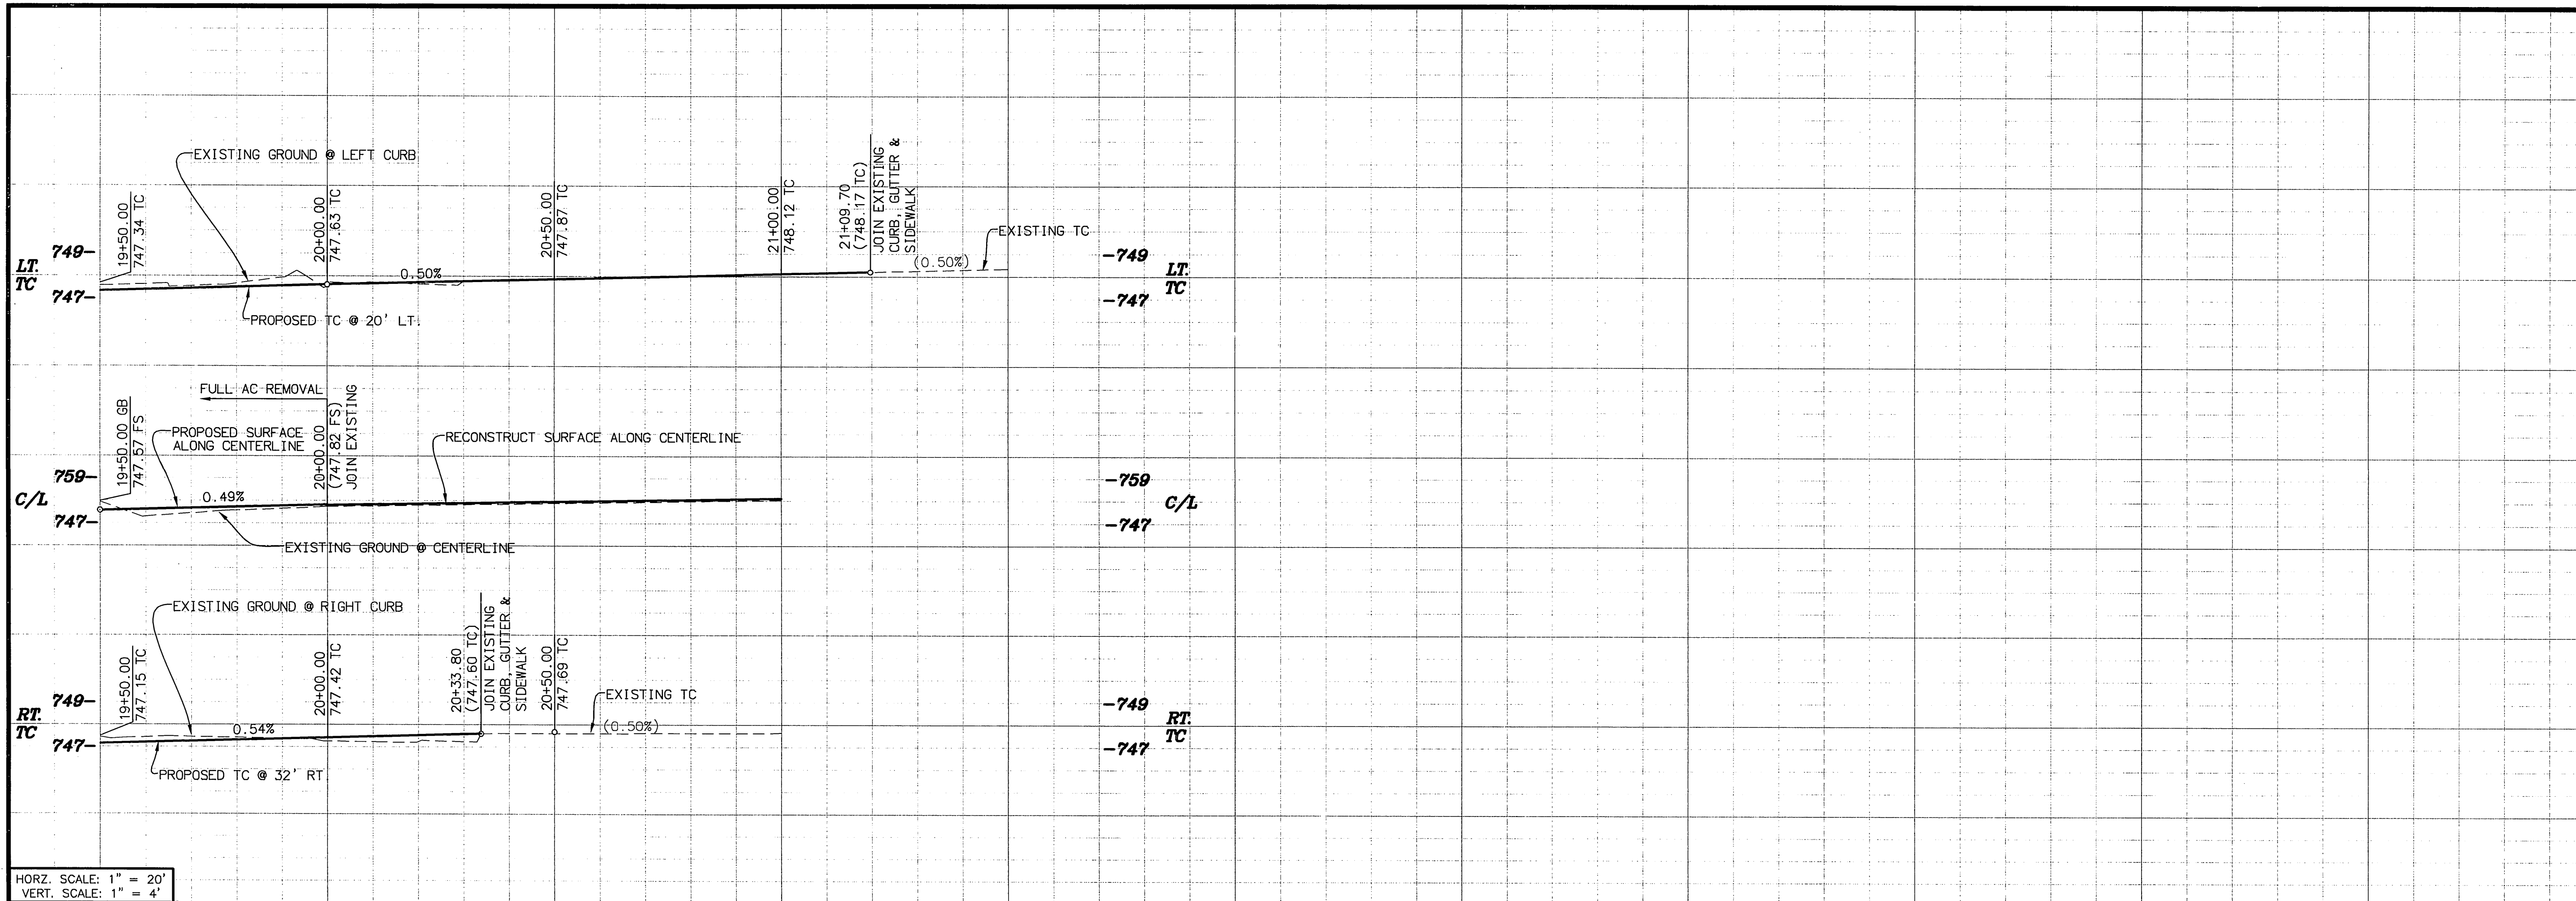 EXISTING GROUND @ LEFT CURB
19+50.00
747.34 TC
20+00.00
747.63 TC
20+50.00
747.87 TC
21+00.00
748.12 TC
21+09.70
(748.17 TC)
JOIN EXISTING
CURB, GUTTER &
SIDEWALK
EXISTING TC
749-
LT.
TC
747-
0.50%
(0.50%)
-749
LT.
TC
-747
PROPOSED TC @ 20' LT.
FULL AC REMOVAL
19+50.00 GB
747.57 FS
PROPOSED SURFACE
ALONG CENTERLINE
20+00.00
(747.82 FS)
JOIN EXISTING
RECONSTRUCT SURFACE ALONG CENTERLINE
759-
C/L
747-
0.49%
-759
C/L
-747
EXISTING GROUND @ CENTERLINE
EXISTING GROUND @ RIGHT CURB
19+50.00
747.15 TC
20+00.00
747.42 TC
20+33.80
(747.60 TC)
JOIN EXISTING
CURB, GUTTER &
SIDEWALK
20+50.00
747.69 TC
EXISTING TC
749-
RT.
TC
747-
0.54%
(0.50%)
-749
RT.
TC
-747
PROPOSED TC @ 32' RT.
HORZ. SCALE: 1" = 20'
VERT. SCALE: 1" = 4'